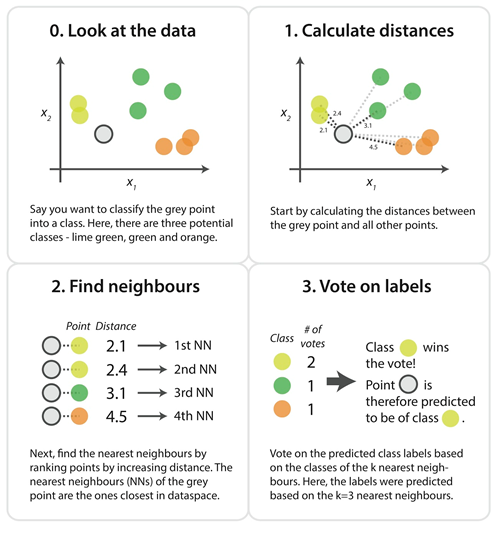 0. Look at the data
x2
x1
Say you want to classify the grey point
into a class. Here, there are three potential
classes - lime green, green and orange.
1. Calculate distances
x2
2.4
2.1
3.1
4.5
x1
Start by calculating the distances between
the grey point and all other points.
2. Find neighbours
Point Distance
2.1 1st NN
2.4 2nd NN
3.1 3rd NN
4.5 4th NN
Next, find the nearest neighbours by
ranking points by increasing distance. The
nearest neighbours (NNs) of the grey
point are the ones closest in dataspace.
3. Vote on labels
Class # of
votes
2
1
1
Class wins
the vote!
Point is
therefore predicted
to be of class .
Vote on the predicted class labels based
on the classes of the k nearest neigh-
bours. Here, the labels were predicted
based on the k=3 nearest neighbours.